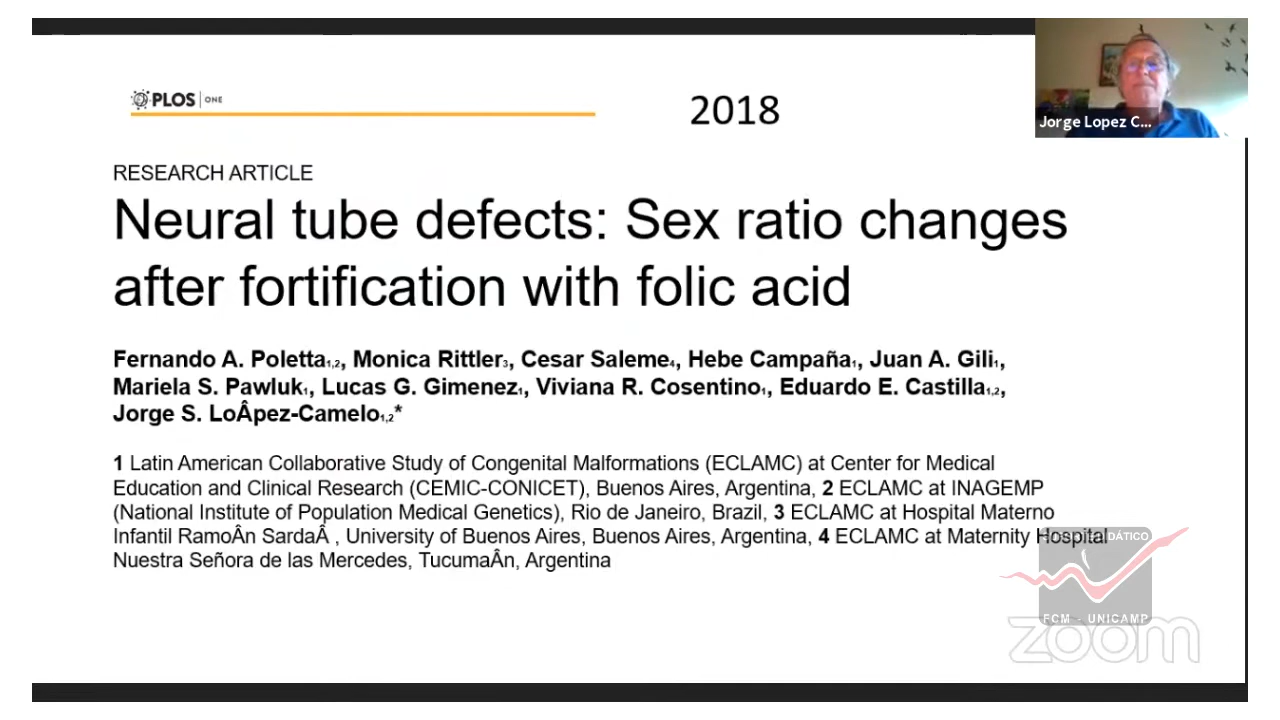 PLOS ONE
2018
Jorge Lopez C...
RESEARCH ARTICLE
Neural tube defects: Sex ratio changes
after fortification with folic acid
Fernando A. Poletta1,2, Monica Rittler3, Cesar Saleme4, Hebe Campaña1, Juan A. Gili1,
Mariela S. Pawluk1, Lucas G. Gimenez1, Viviana R. Cosentino1, Eduardo E. Castilla1,2,
Jorge S. LoÂpez-Camelo1,2*
1 Latin American Collaborative Study of Congenital Malformations (ECLAMC) at Center for Medical
Education and Clinical Research (CEMIC-CONICET), Buenos Aires, Argentina, 2 ECLAMC at INAGEMP
(National Institute of Population Medical Genetics), Rio de Janeiro, Brazil, 3 ECLAMC at Hospital Materno
Infantil RamoÂn SardaÂ , University of Buenos Aires, Buenos Aires, Argentina, 4 ECLAMC at Maternity Hospital
Nuestra Señora de las Mercedes, TucumaÂn, Argentina
FCM - UNICAMP
zoom